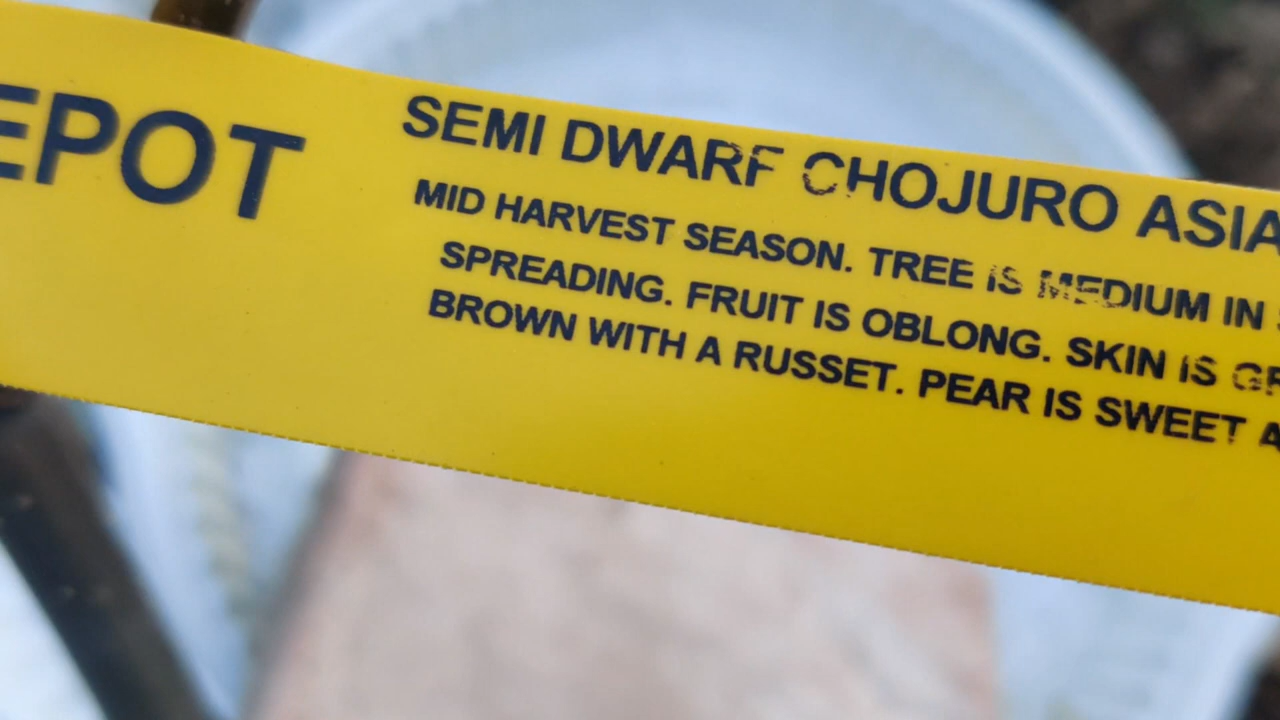 EPOT
SEMI DWARF CHOJURO ASIA
MID HARVEST SEASON. TREE IS MEDIUM IN
SPREADING. FRUIT IS OBLONG. SKIN IS GR
BROWN WITH A RUSSET. PEAR IS SWEET A